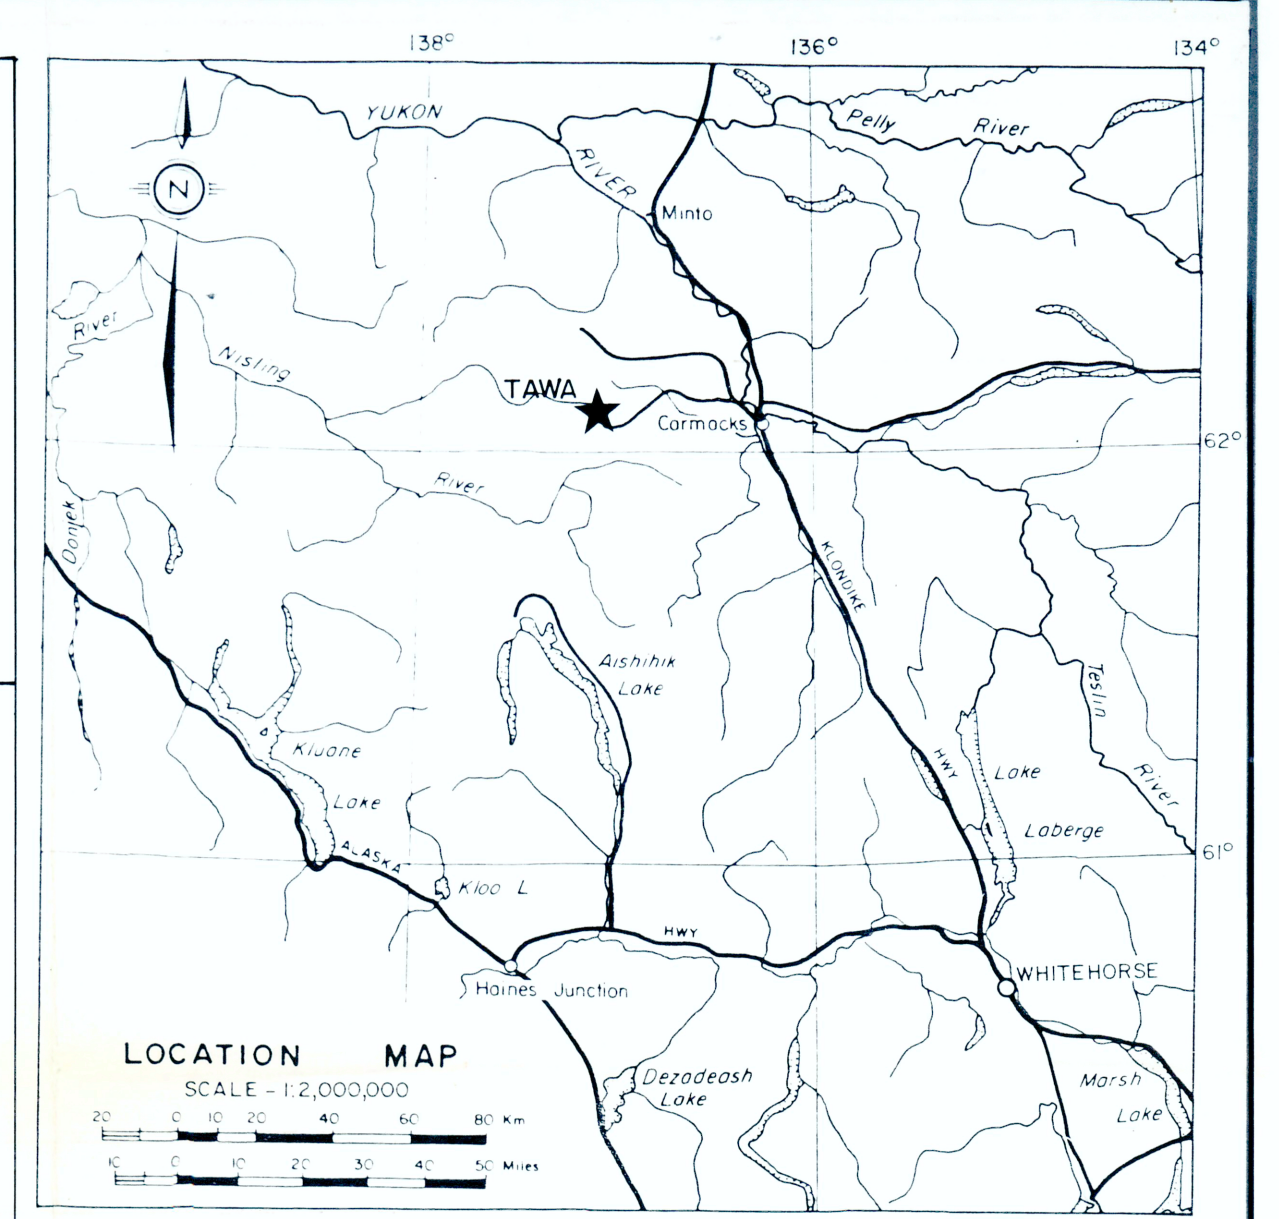 138° 136° 134°
YUKON
RIVER
Pelly River
N
Minto
River
Nisling
TAWA
Carmacks
62°
River
Donjek
KLONDIKE
Aishihik
Lake
Teslin
River
Kluane
Lake
HWY
Lake
Laberge
ALASKA
61°
Kloo L
HWY
WHITEHORSE
Haines Junction
LOCATION MAP
SCALE - 1:2,000,000
20 0 10 20 40 60 80 Km
10 0 10 20 30 40 50 Miles
Dezadeash
Lake
Marsh
Lake